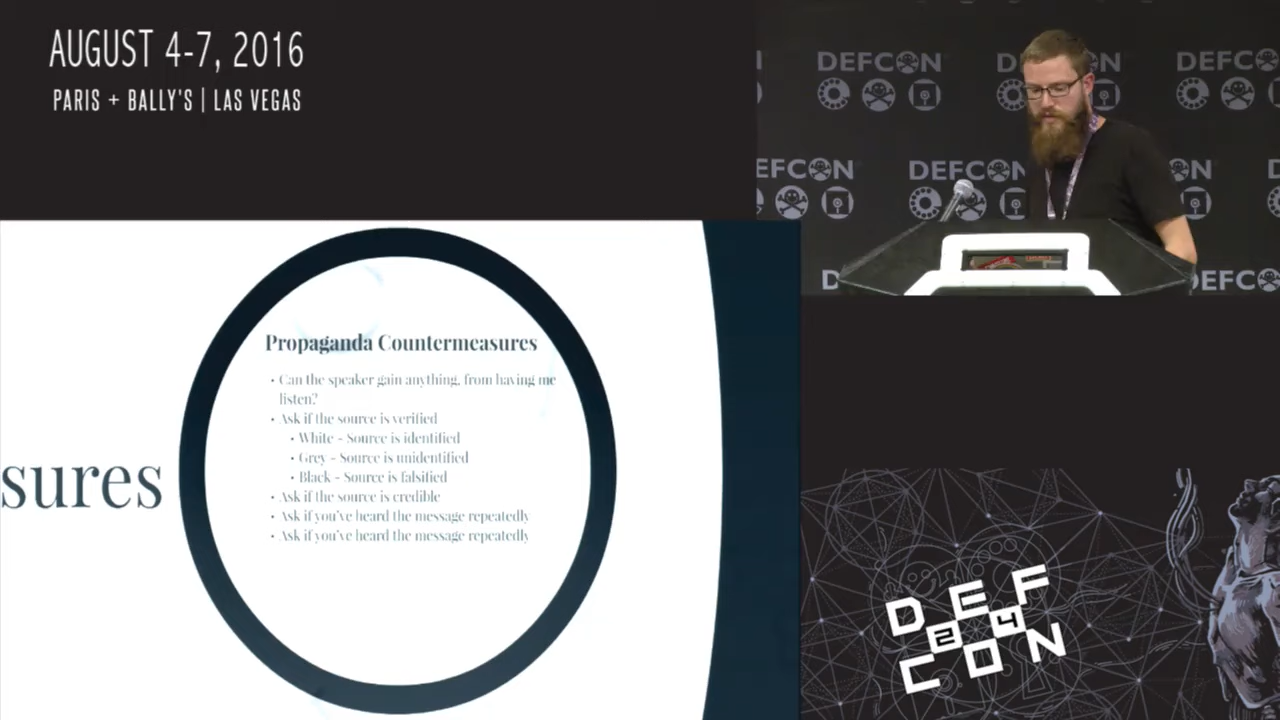 AUGUST 4-7, 2016
PARIS + BALLY'S | LAS VEGAS
DEFCON
DEFCON
DEFCON
EFCON
DEFCON
DEFCON
sures
Propaganda Countermeasures
• Can the speaker gain anything, from having me
listen?
• Ask if the source is verified
• White - Source is identified
• Grey - Source is unidentified
• Black - Source is falsified
• Ask if the source is credible
• Ask if you've heard the message repeatedly
• Ask if you've heard the message repeatedly
DEF
24
CON